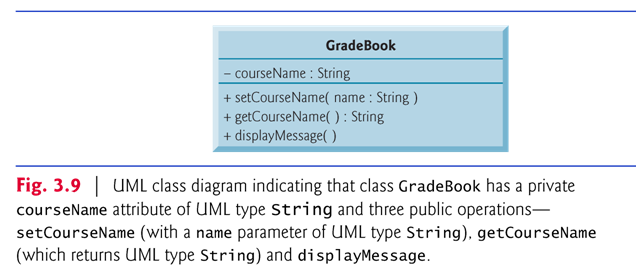 GradeBook
– courseName : String
+ setCourseName( name : String )
+ getCourseName( ) : String
+ displayMessage( )
Fig. 3.9 | UML class diagram indicating that class GradeBook has a private
courseName attribute of UML type String and three public operations—
setCourseName (with a name parameter of UML type String), getCourseName
(which returns UML type String) and displayMessage.